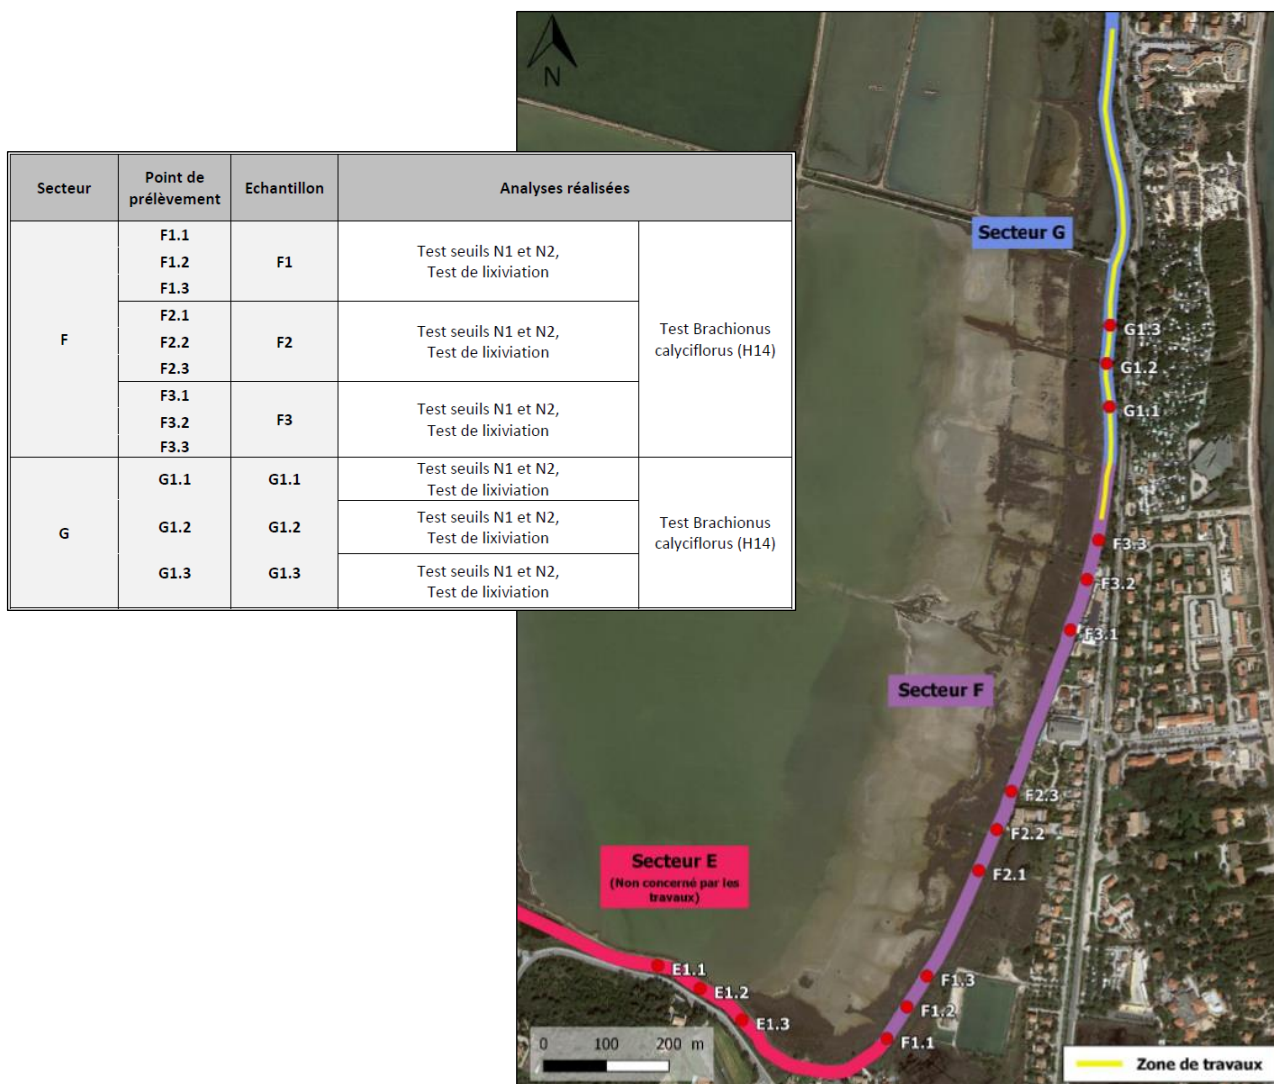 N
Secteur
Point de
prélèvement
Echantillon
Analyses réalisées
F
F1.1
F1.2
F1.3
F1
Test seuils N1 et N2,
Test de lixiviation
F2.1
F2.2
F2.3
F2
Test seuils N1 et N2,
Test de lixiviation
F3.1
F3.2
F3.3
F3
Test seuils N1 et N2,
Test de lixiviation
Test Brachionus
calyciflorus (H14)
G
G1.1
G1.1
Test seuils N1 et N2,
Test de lixiviation
G1.2
G1.2
Test seuils N1 et N2,
Test de lixiviation
G1.3
G1.3
Test seuils N1 et N2,
Test de lixiviation
Test Brachionus
calyciflorus (H14)
Secteur G
G1.3
G1.2
G1.1
F3.3
F3.2
F3.1
Secteur F
F2.3
F2.2
F2.1
Secteur E
(Non concerné par les
travaux)
E1.1
E1.2
E1.3
F1.3
F1.2
F1.1
0 100 200 m
Zone de travaux